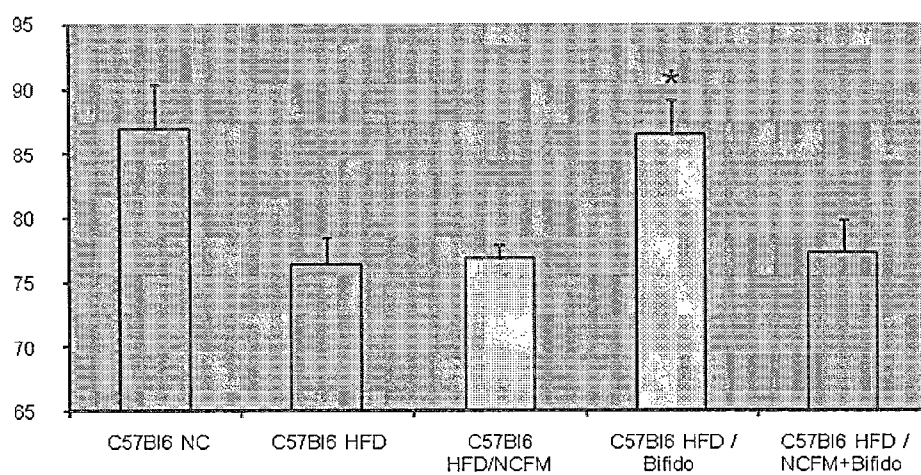 95
90
85
80
75
70
65
*
C57Bl6 NC
C57Bl6 HFD
C57Bl6
HFD/NCFM
C57Bl6 HFD /
Bifido
C57Bl6 HFD /
NCFM+Bifido